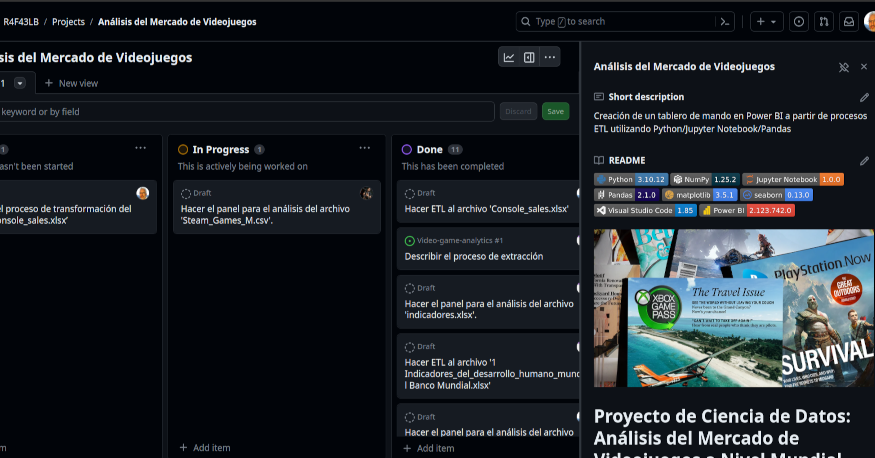 R4F43LB / Projects / Análisis del Mercado de Videojuegos
Type / to search
sis del Mercado de Videojuegos
1
New view
keyword or by field
Discard
Save
1
asn't been started
l proceso de transformación del
onsole_sales.xlsx'
In Progress 1
This is actively being worked on
Draft
Hacer el panel para el análisis del archivo
'Steam_Games_M.csv'.
Add item
Done 11
This has been completed
Draft
Hacer ETL al archivo 'Console_sales.xlsx'
Video-game-analytics #1
Describir el proceso de extracción
Draft
Hacer el panel para el análisis del archivo
'indicadores.xlsx'.
Draft
Hacer ETL al archivo '1
Indicadores_del_desarrollo_humano_mund
l Banco Mundial.xlsx'
Draft
Hacer el panel para el análisis del archivo
Add item
Análisis del Mercado de Videojuegos
Short description
Creación de un tablero de mando en Power BI a partir de procesos
ETL utilizando Python/Jupyter Notebook/Pandas
README
Python 3.10.12 NumPy 1.25.2 Jupyter Notebook 1.0.0
Pandas 2.1.0 matplotlib 3.5.1 seaborn 0.13.0
Visual Studio Code 1.85 Power BI 2.123.742.0
PlayStation Now
The Travel Issue
XBOX
GAME
PASS
THE
GREAT
OUTDOORS
SURVIVAL
Proyecto de Ciencia de Datos:
Análisis del Mercado de
Videojuegos a Nivel Mundial